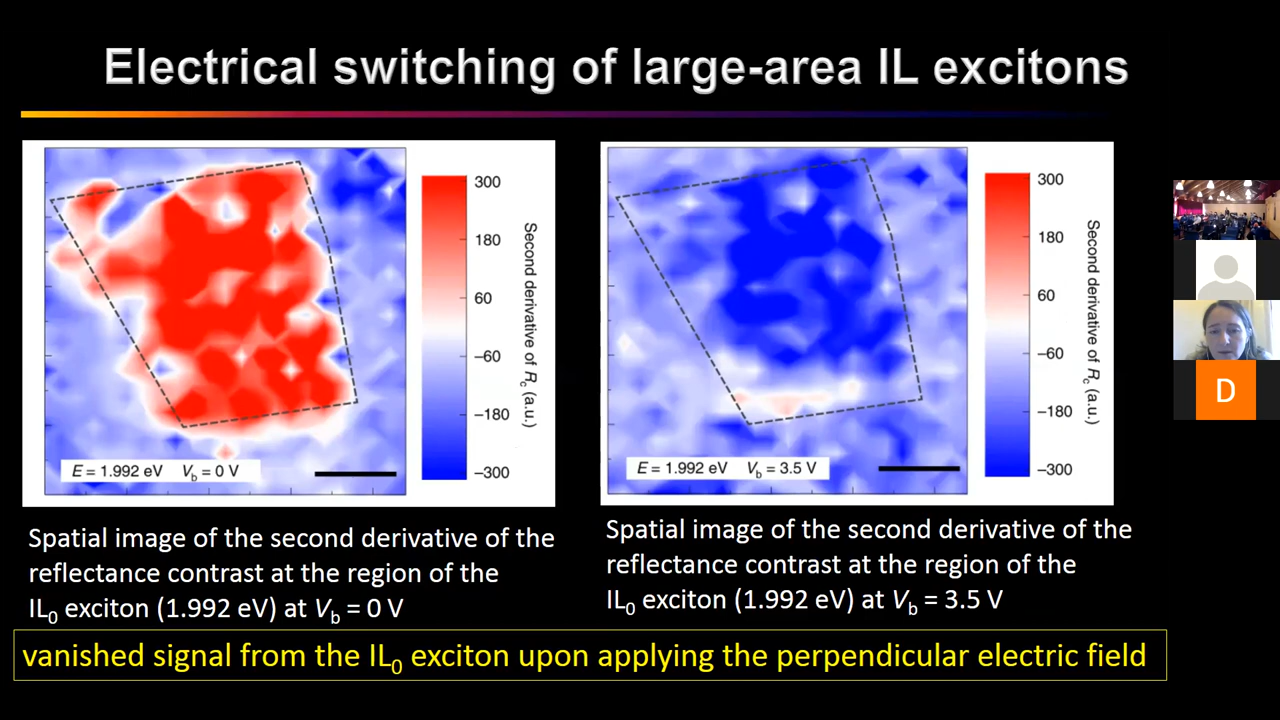 Electrical switching of large-area IL excitons
300
180
60
−60
−180
−300
Second derivative of Rc (a.u.)
E = 1.992 eV Vb = 0 V
300
180
60
−60
−180
−300
Second derivative of Rc (a.u.)
E = 1.992 eV Vb = 3.5 V
Spatial image of the second derivative of the
reflectance contrast at the region of the
IL0 exciton (1.992 eV) at Vb = 0 V
Spatial image of the second derivative of the
reflectance contrast at the region of the
IL0 exciton (1.992 eV) at Vb = 3.5 V
vanished signal from the IL0 exciton upon applying the perpendicular electric field
D